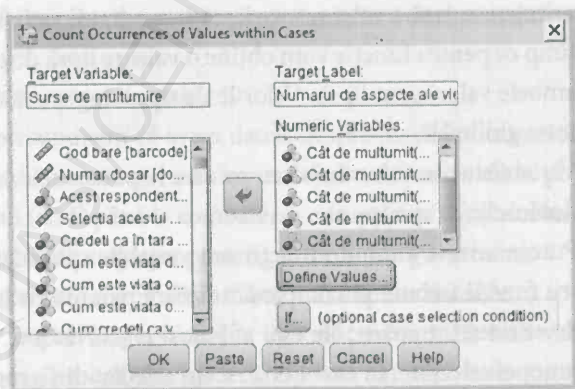 Count Occurrences of Values within Cases
Target Variable:
Surse de multumire
Target Label:
Numarul de aspecte ale vie
Numeric Variables:
Cod bare [barcode]
Numar dosar [do...
Acest respondent...
Selectia acestui ...
Credeti ca în tara ...
Cum este viata d...
Cum este viata o...
Cum este viata o...
Cum credeti ca v...
Cât de multumit(...
Cât de multumit(...
Cât de multumit(...
Cât de multumit(...
Cât de multumit(...
Define Values...
If... (optional case selection condition)
OK Paste Reset Cancel Help